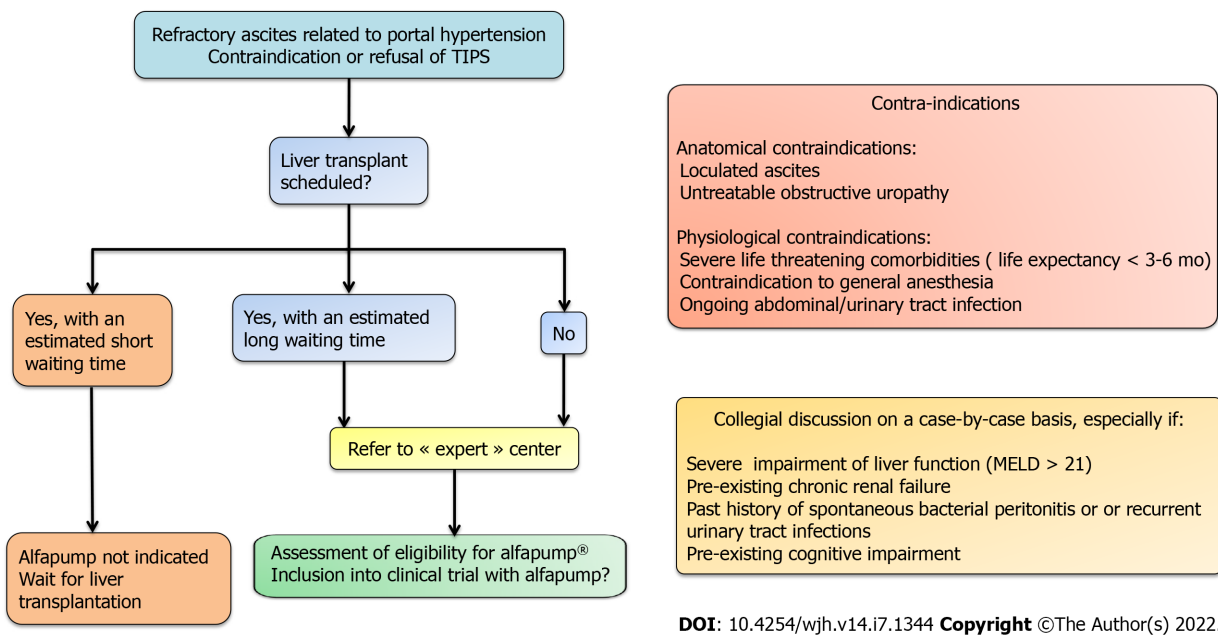 Refractory ascites related to portal hypertension
Contraindication or refusal of TIPS
Liver transplant
scheduled?
Yes, with an
estimated short
waiting time
Yes, with an estimated
long waiting time
No
Refer to « expert » center
Alfapump not indicated
Wait for liver
transplantation
Assessment of eligibility for alfapump®
Inclusion into clinical trial with alfapump?
Contra-indications
Anatomical contraindications:
Loculated ascites
Untreatable obstructive uropathy
Physiological contraindications:
Severe life threatening comorbidities ( life expectancy < 3-6 mo)
Contraindication to general anesthesia
Ongoing abdominal/urinary tract infection
Collegial discussion on a case-by-case basis, especially if:
Severe impairment of liver function (MELD > 21)
Pre-existing chronic renal failure
Past history of spontaneous bacterial peritonitis or or recurrent
urinary tract infections
Pre-existing cognitive impairment
DOI: 10.4254/wjh.v14.i7.1344 Copyright ©The Author(s) 2022.